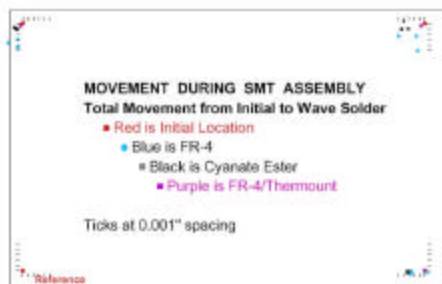 MOVEMENT DURING SMT ASSEMBLY
Total Movement from Initial to Wave Solder
Red is Initial Location
Blue is FR-4
Black is Cyanate Ester
Purple is FR-4/Thermount
Ticks at 0.001" spacing
Reference